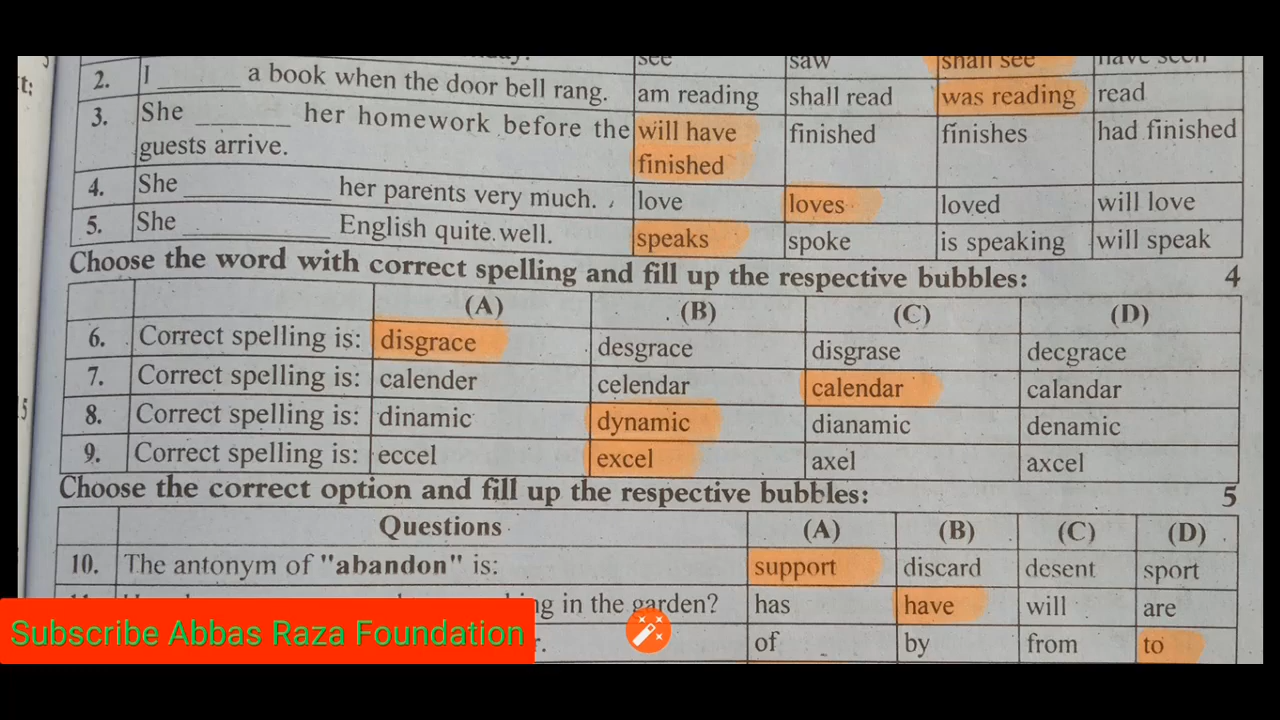 see saw shall see have seen
t;
2. I ______ a book when the door bell rang. am reading shall read was reading read
3. She ______ her homework before the guests arrive. will have finished finished finishes had finished
4. She ______ her parents very much. love loves loved will love
5. She ______ English quite well. speaks spoke is speaking will speak
Choose the word with correct spelling and fill up the respective bubbles: 4
(A) (B) (C) (D)
6. Correct spelling is: disgrace desgrace disgrase decgrace
7. Correct spelling is: calender celendar calendar calandar
8. Correct spelling is: dinamic dynamic dianamic denamic
9. Correct spelling is: eccel excel axel axcel
Choose the correct option and fill up the respective bubbles: 5
Questions (A) (B) (C) (D)
10. The antonym of "abandon" is: support discard desent sport
in the garden? has have will are
of by from to
Subscribe Abbas Raza Foundation